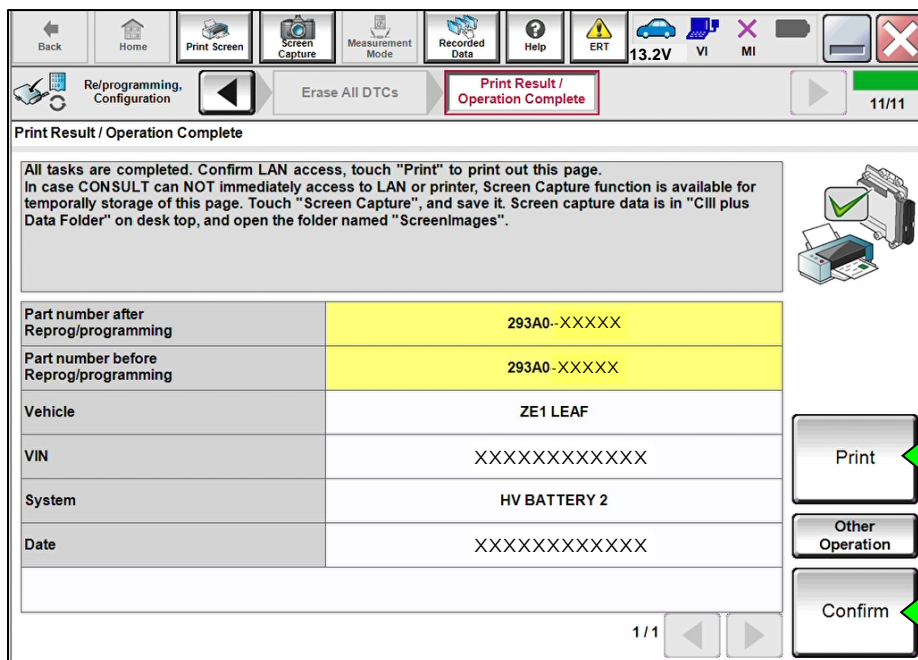 Back
Home
Print Screen
Screen
Capture
Measurement
Mode
Recorded
Data
Help
ERT
13.2V
VI
MI
Re/programming,
Configuration
Erase All DTCs
Print Result /
Operation Complete
11/11
Print Result / Operation Complete
All tasks are completed. Confirm LAN access, touch "Print" to print out this page.
In case CONSULT can NOT immediately access to LAN or printer, Screen Capture function is available for
temporally storage of this page. Touch "Screen Capture", and save it. Screen capture data is in "CIII plus
Data Folder" on desk top, and open the folder named "ScreenImages".
Part number after
Reprog/programming
293A0--XXXXX
Part number before
Reprog/programming
293A0-XXXXX
Vehicle
ZE1 LEAF
VIN
XXXXXXXXXXXX
System
HV BATTERY 2
Date
XXXXXXXXXXXX
Print
Other
Operation
Confirm
1/1